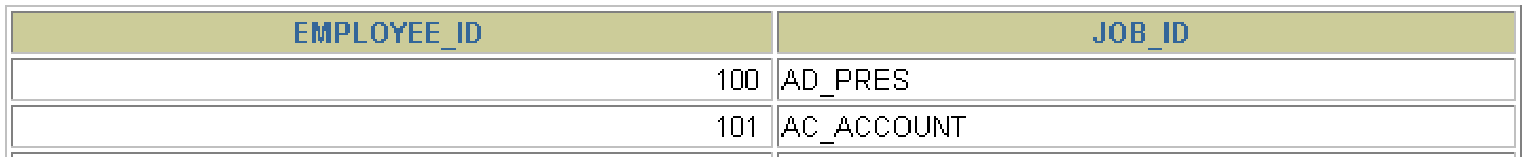 EMPLOYEE_ID JOB_ID
100 AD_PRES
101 AC_ACCOUNT